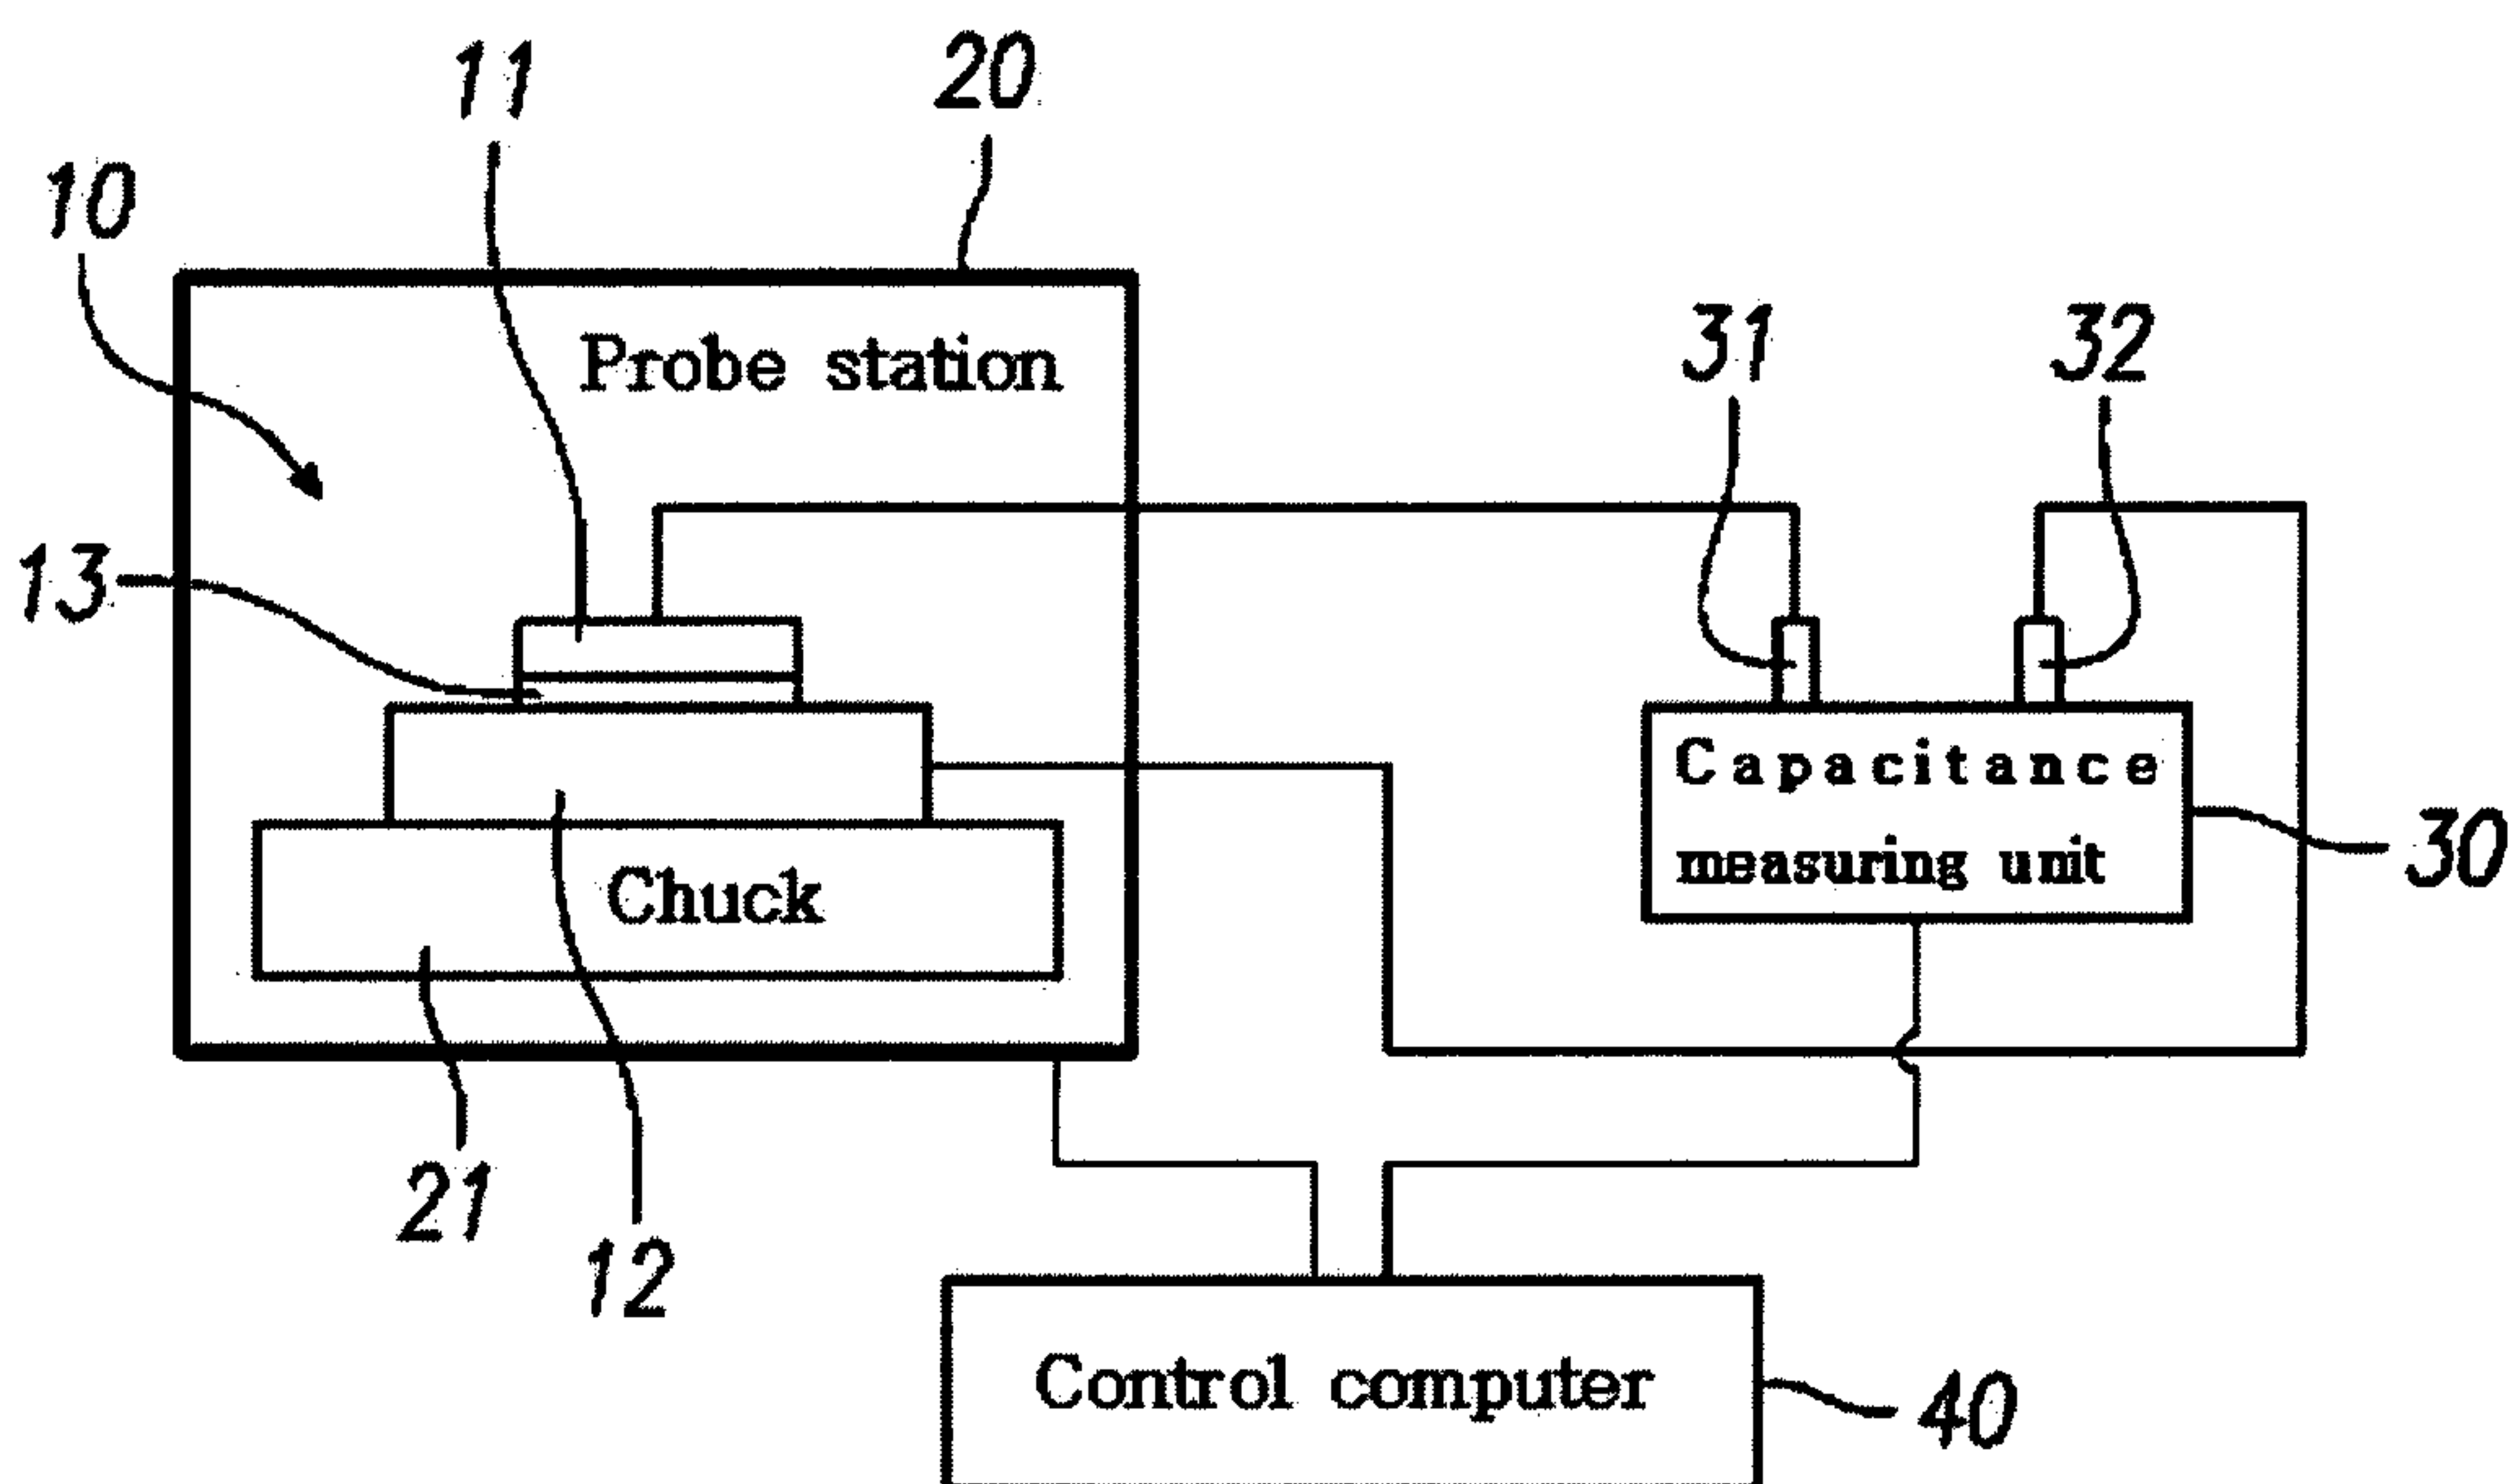 11
20
10
Probe station
31
32
13
Capacitance
measuring unit
30
Chuck
21
12
Control computer
40